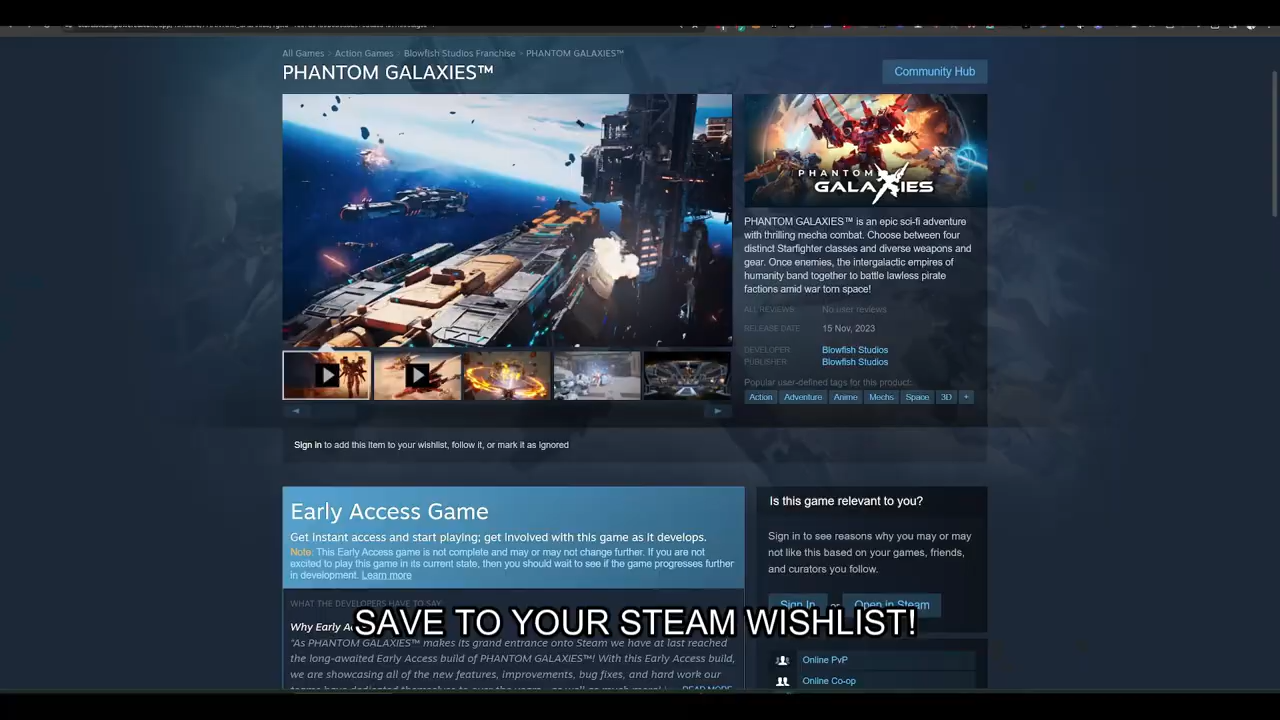 All Games > Action Games > Blowfish Studios Franchise > PHANTOM GALAXIES™
PHANTOM GALAXIES™
Community Hub
PHANTOM
GALAXIES
PHANTOM GALAXIES™ is an epic sci-fi adventure
with thrilling mecha combat. Choose between four
distinct Starfighter classes and diverse weapons and
gear. Once enemies, the intergalactic empires of
humanity band together to battle lawless pirate
factions amid war torn space!
ALL REVIEWS: No user reviews
RELEASE DATE: 15 Nov, 2023
DEVELOPER: Blowfish Studios
PUBLISHER: Blowfish Studios
Popular user-defined tags for this product:
Action Adventure Anime Mechs Space 3D +
Sign in to add this item to your wishlist, follow it, or mark it as ignored
Early Access Game
Get instant access and start playing; get involved with this game as it develops.
Note: This Early Access game is not complete and may or may not change further. If you are not
excited to play this game in its current state, then you should wait to see if the game progresses further
in development. Learn more
WHAT THE DEVELOPERS HAVE TO SAY:
Why Early A
"As PHANTOM GALAXIES™ makes its grand entrance onto Steam we have at last reached
the long-awaited Early Access build of PHANTOM GALAXIES™! With this Early Access build,
we are showcasing all of the new features, improvements, bug fixes, and hard work our
READ MORE
Is this game relevant to you?
Sign in to see reasons why you may or may
not like this based on your games, friends,
and curators you follow.
Sign In or Open in Steam
SAVE TO YOUR STEAM WISHLIST!
Online PvP
Online Co-op